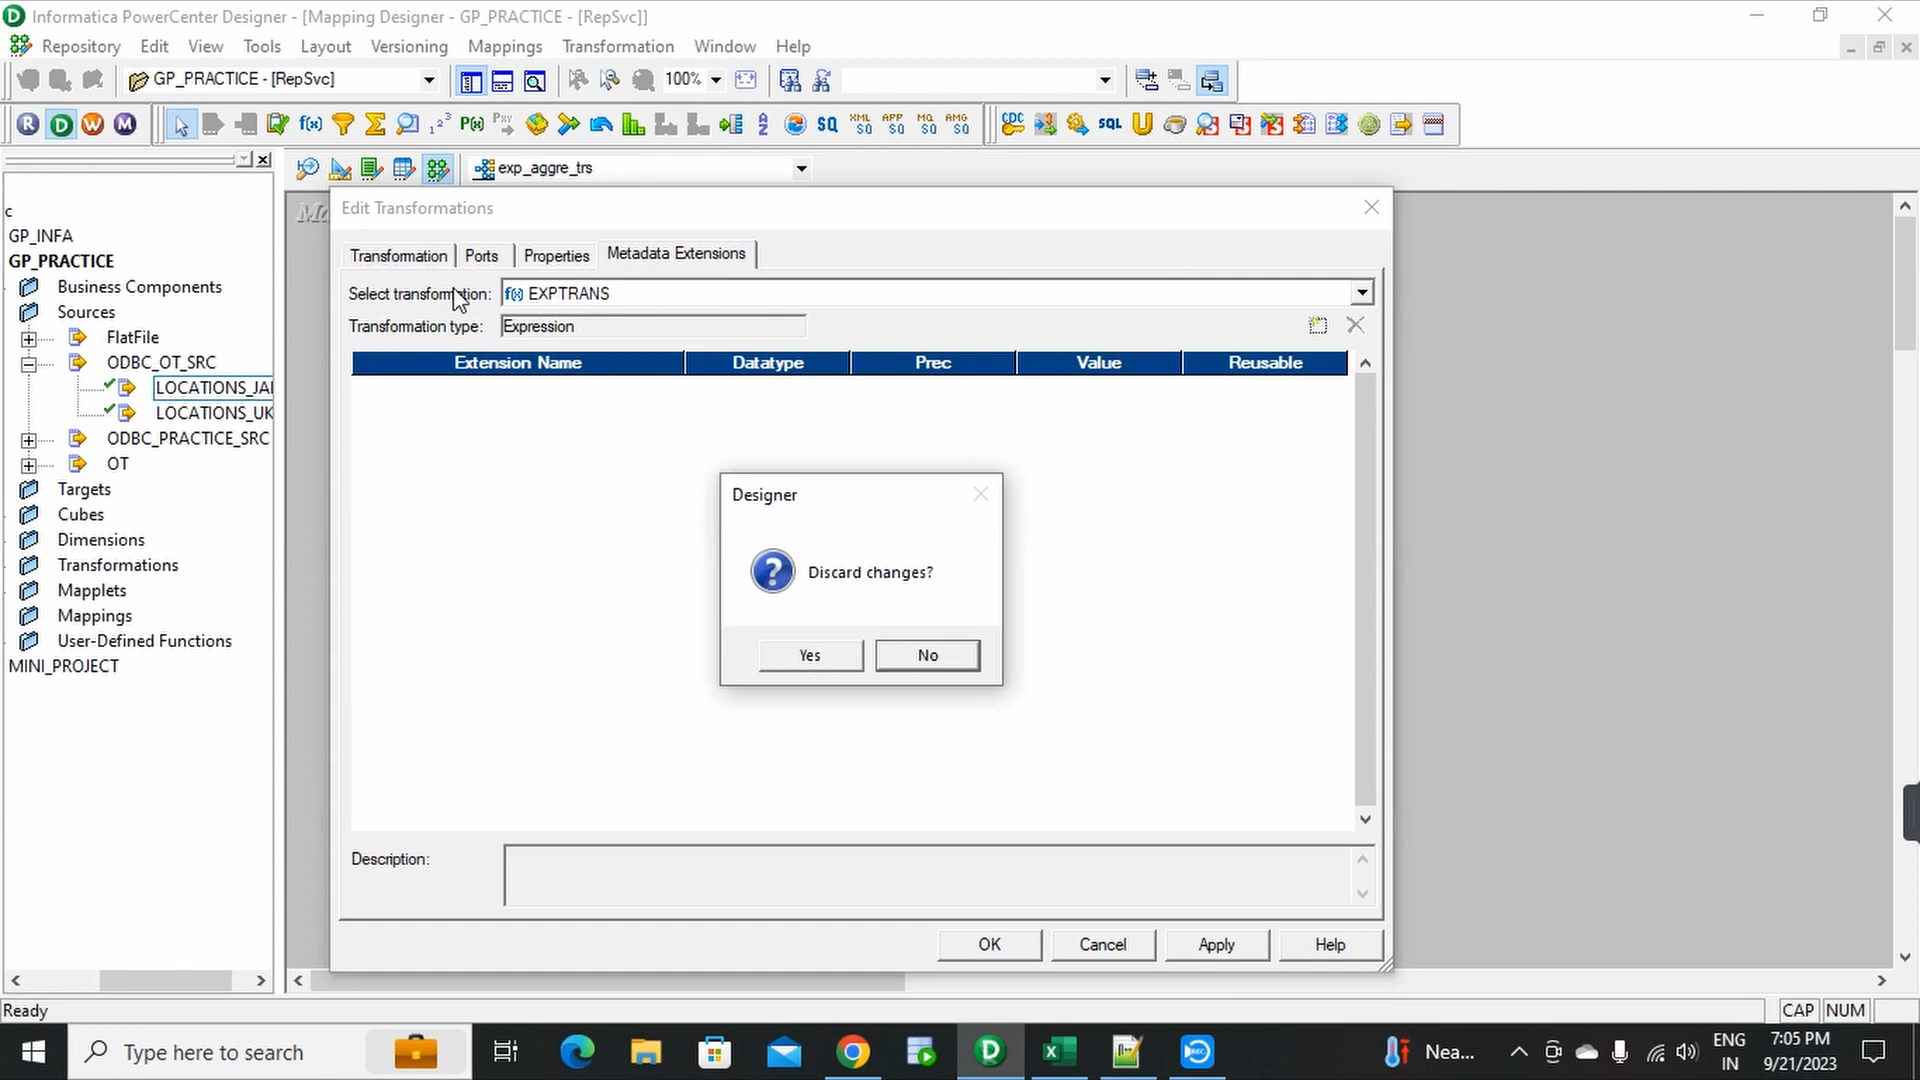 Informatica PowerCenter Designer - [Mapping Designer - GP_PRACTICE - [RepSvc]]
Repository Edit View Tools Layout Versioning Mappings Transformation Window Help
GP_PRACTICE - [RepSvc]
100%
exp_aggre_trs
c
GP_INFA
GP_PRACTICE
Business Components
Sources
FlatFile
ODBC_OT_SRC
LOCATIONS_JA
LOCATIONS_UK
ODBC_PRACTICE_SRC
OT
Targets
Cubes
Dimensions
Transformations
Mapplets
Mappings
User-Defined Functions
MINI_PROJECT
Edit Transformations
Transformation Ports Properties Metadata Extensions
Select transformation: f(x) EXPTRANS
Transformation type: Expression
Extension Name Datatype Prec Value Reusable
Designer
Discard changes?
Yes No
Description:
OK Cancel Apply Help
Ready
CAP NUM
Type here to search
Nea...
ENG
IN
7:05 PM
9/21/2023